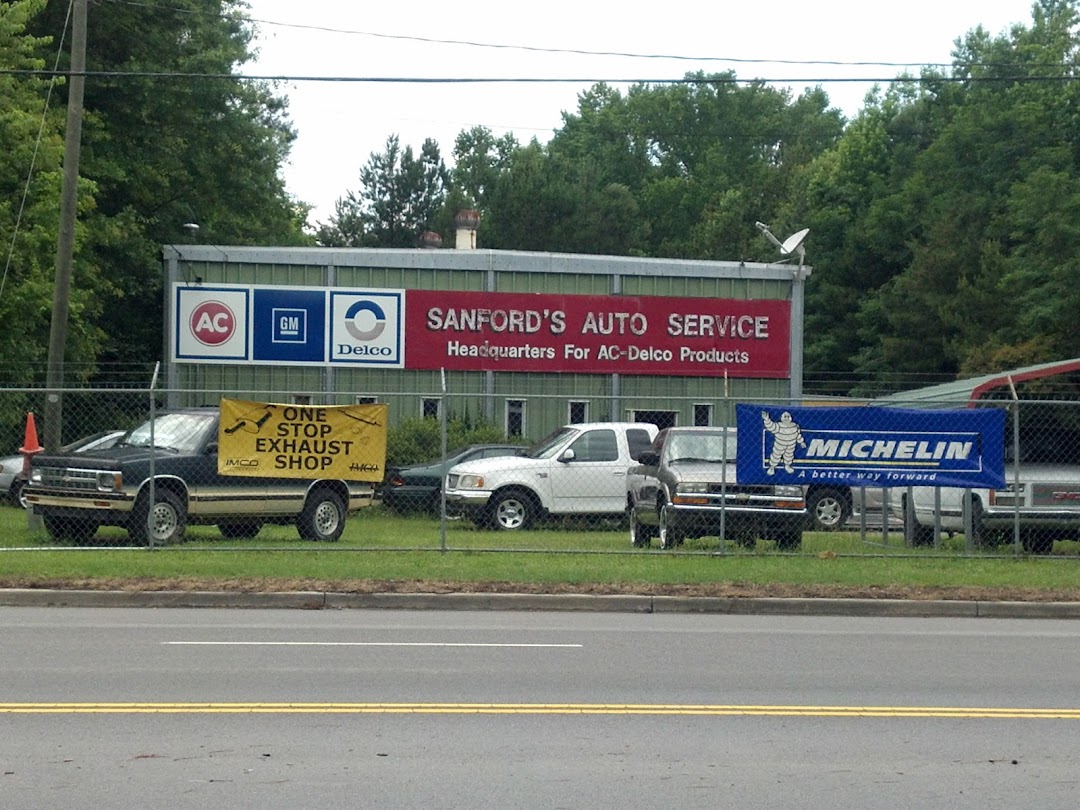 AC
GM
Delco
SANFORD'S AUTO SERVICE
Headquarters For AC-Delco Products
ONE
STOP
EXHAUST
SHOP
IMCO
IMCO
MICHELIN
A better way forward